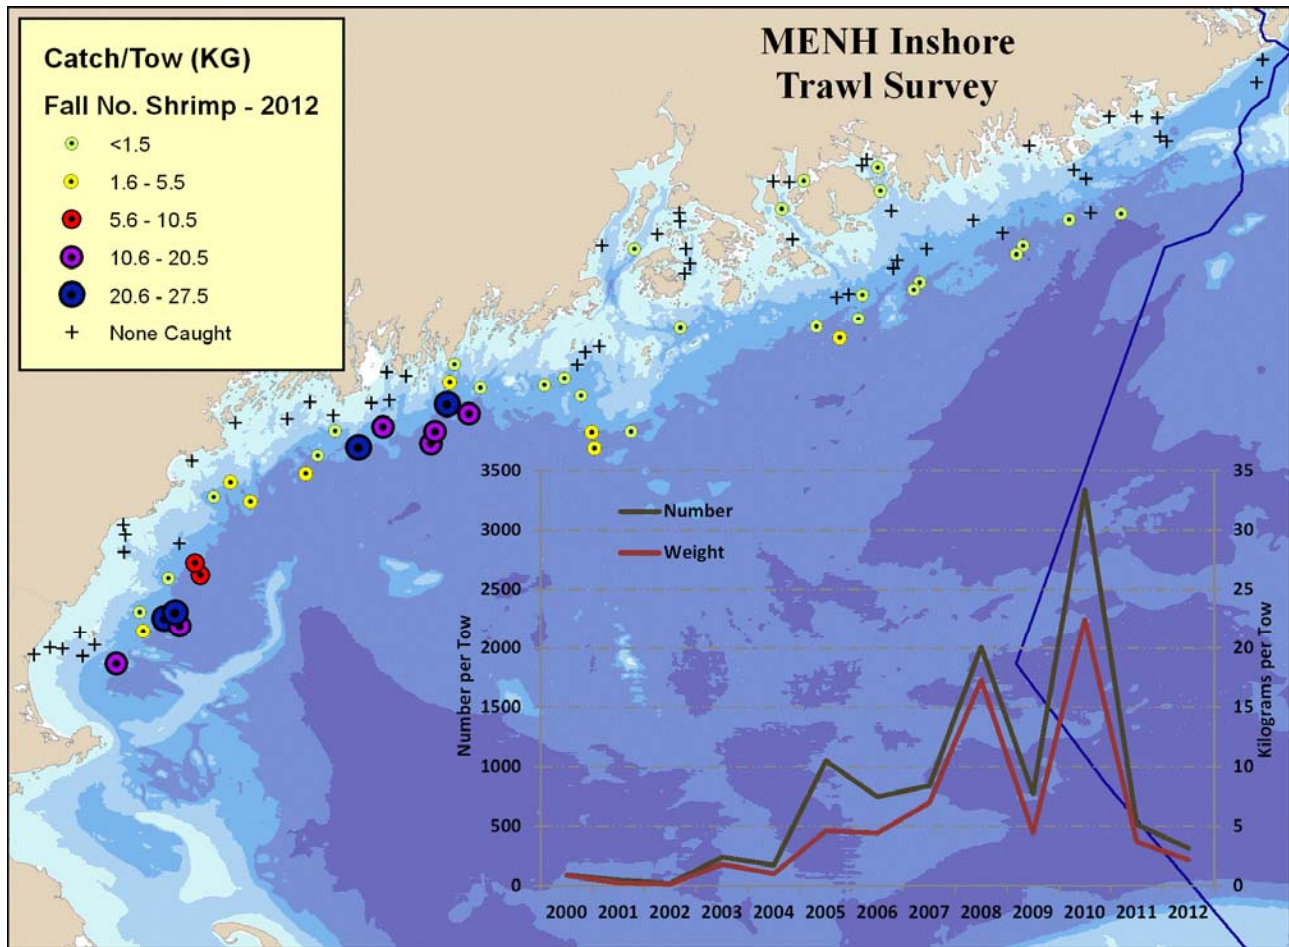 Catch/Tow (KG)
Fall No. Shrimp - 2012
<1.5
1.6 - 5.5
5.6 - 10.5
10.6 - 20.5
20.6 - 27.5
None Caught
MENH Inshore
Trawl Survey
Number
Weight
Number per Tow
3500
3000
2500
2000
1500
1000
500
0
35
30
25
20
15
10
5
0
Kilograms per Tow
2000 2001 2002 2003 2004 2005 2006 2007 2008 2009 2010 2011 2012